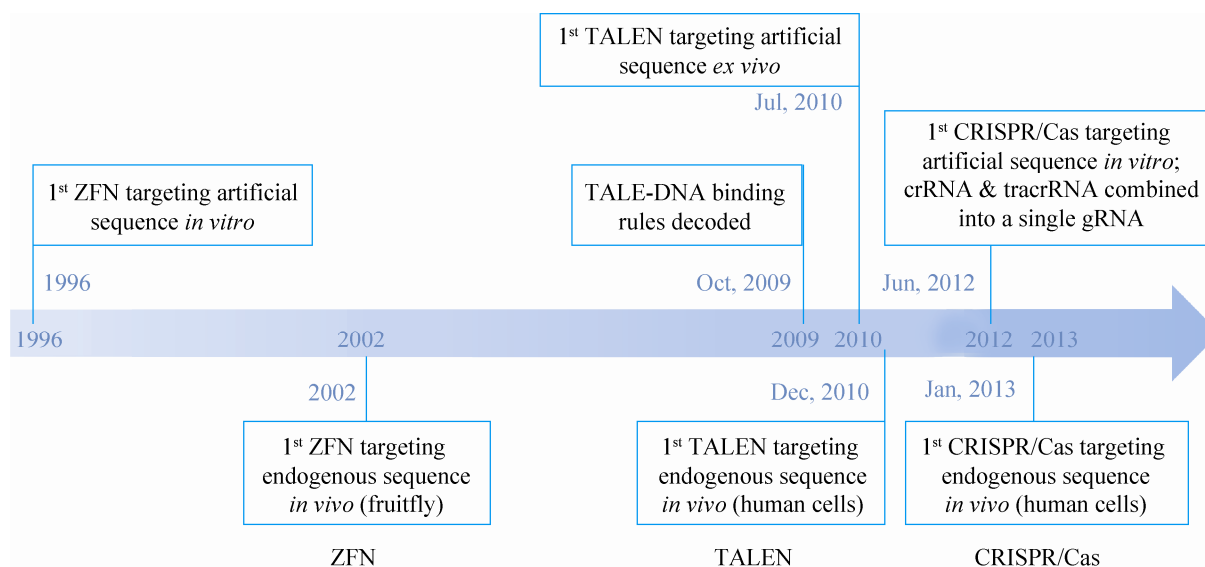 1st TALEN targeting artificial
sequence ex vivo
Jul, 2010
1st ZFN targeting artificial
sequence in vitro
1996
TALE-DNA binding
rules decoded
Oct, 2009
1st CRISPR/Cas targeting
artificial sequence in vitro;
crRNA & tracrRNA combined
into a single gRNA
Jun, 2012
1996 2002 2009 2010 2012 2013
2002
1st ZFN targeting
endogenous sequence
in vivo (fruitfly)
Dec, 2010
1st TALEN targeting
endogenous sequence
in vivo (human cells)
Jan, 2013
1st CRISPR/Cas targeting
endogenous sequence
in vivo (human cells)
ZFN TALEN CRISPR/Cas